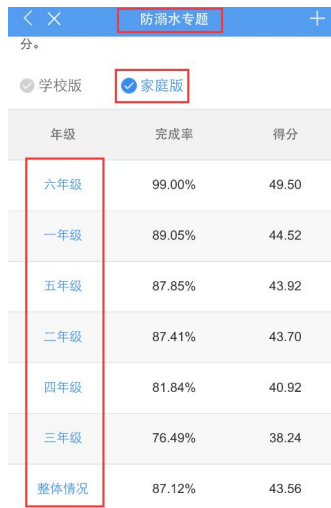 防溺水专题
分。
学校版 家庭版
年级 完成率 得分
六年级 99.00% 49.50
一年级 89.05% 44.52
五年级 87.85% 43.92
二年级 87.41% 43.70
四年级 81.84% 40.92
三年级 76.49% 38.24
整体情况 87.12% 43.56